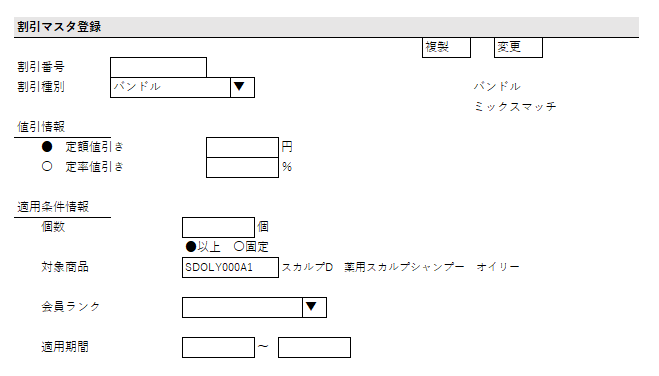 割引マスタ登録
複製 変更
割引番号
割引種別 バンドル ▼ バンドル
ミックスマッチ
値引情報
● 定額値引き 円
○ 定率値引き %
適用条件情報
個数 個
●以上 ○固定
対象商品 SDOLY000A1 スカルプD 薬用スカルプシャンプー オイリー
会員ランク ▼
適用期間 ～